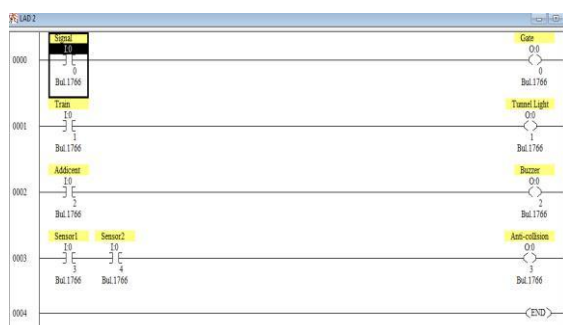 LAD 2
Signal Gate
I:0 O:0
0000
0 0
Bul.1766 Bul.1766
Train Tunnel Light
I:0 O:0
0001
1 1
Bul.1766 Bul.1766
Addicent Buzzer
I:0 O:0
0002
2 2
Bul.1766 Bul.1766
Sensor1 Sensor2 Anti-collision
I:0 I:0 O:0
0003
3 4 3
Bul.1766 Bul.1766 Bul.1766
0004 (END)